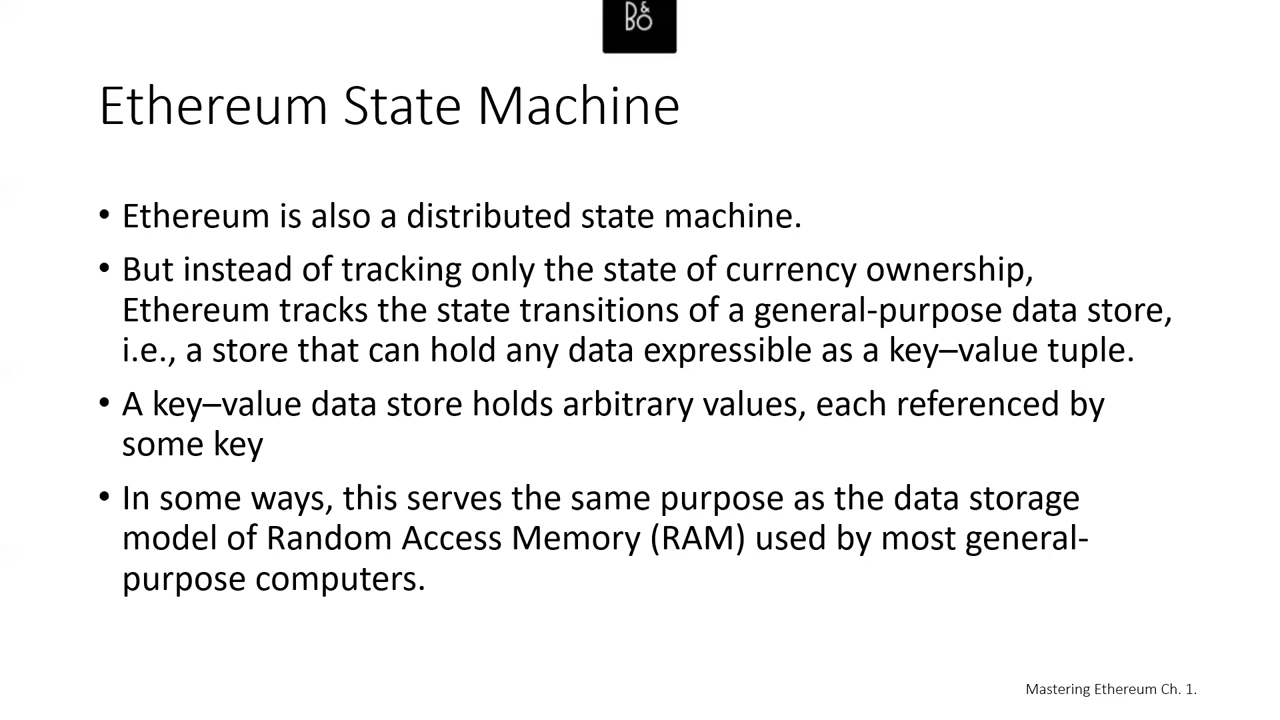 D&
BO
Ethereum State Machine
• Ethereum is also a distributed state machine.
• But instead of tracking only the state of currency ownership,
Ethereum tracks the state transitions of a general-purpose data store,
i.e., a store that can hold any data expressible as a key–value tuple.
• A key–value data store holds arbitrary values, each referenced by
some key
• In some ways, this serves the same purpose as the data storage
model of Random Access Memory (RAM) used by most general-
purpose computers.
Mastering Ethereum Ch. 1.